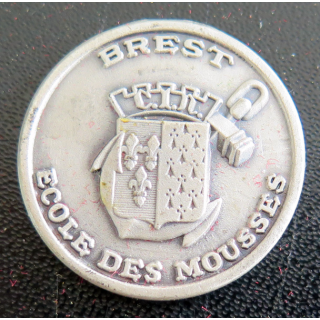 BREST
C.I.N.
ECOLE DES MOUSSES